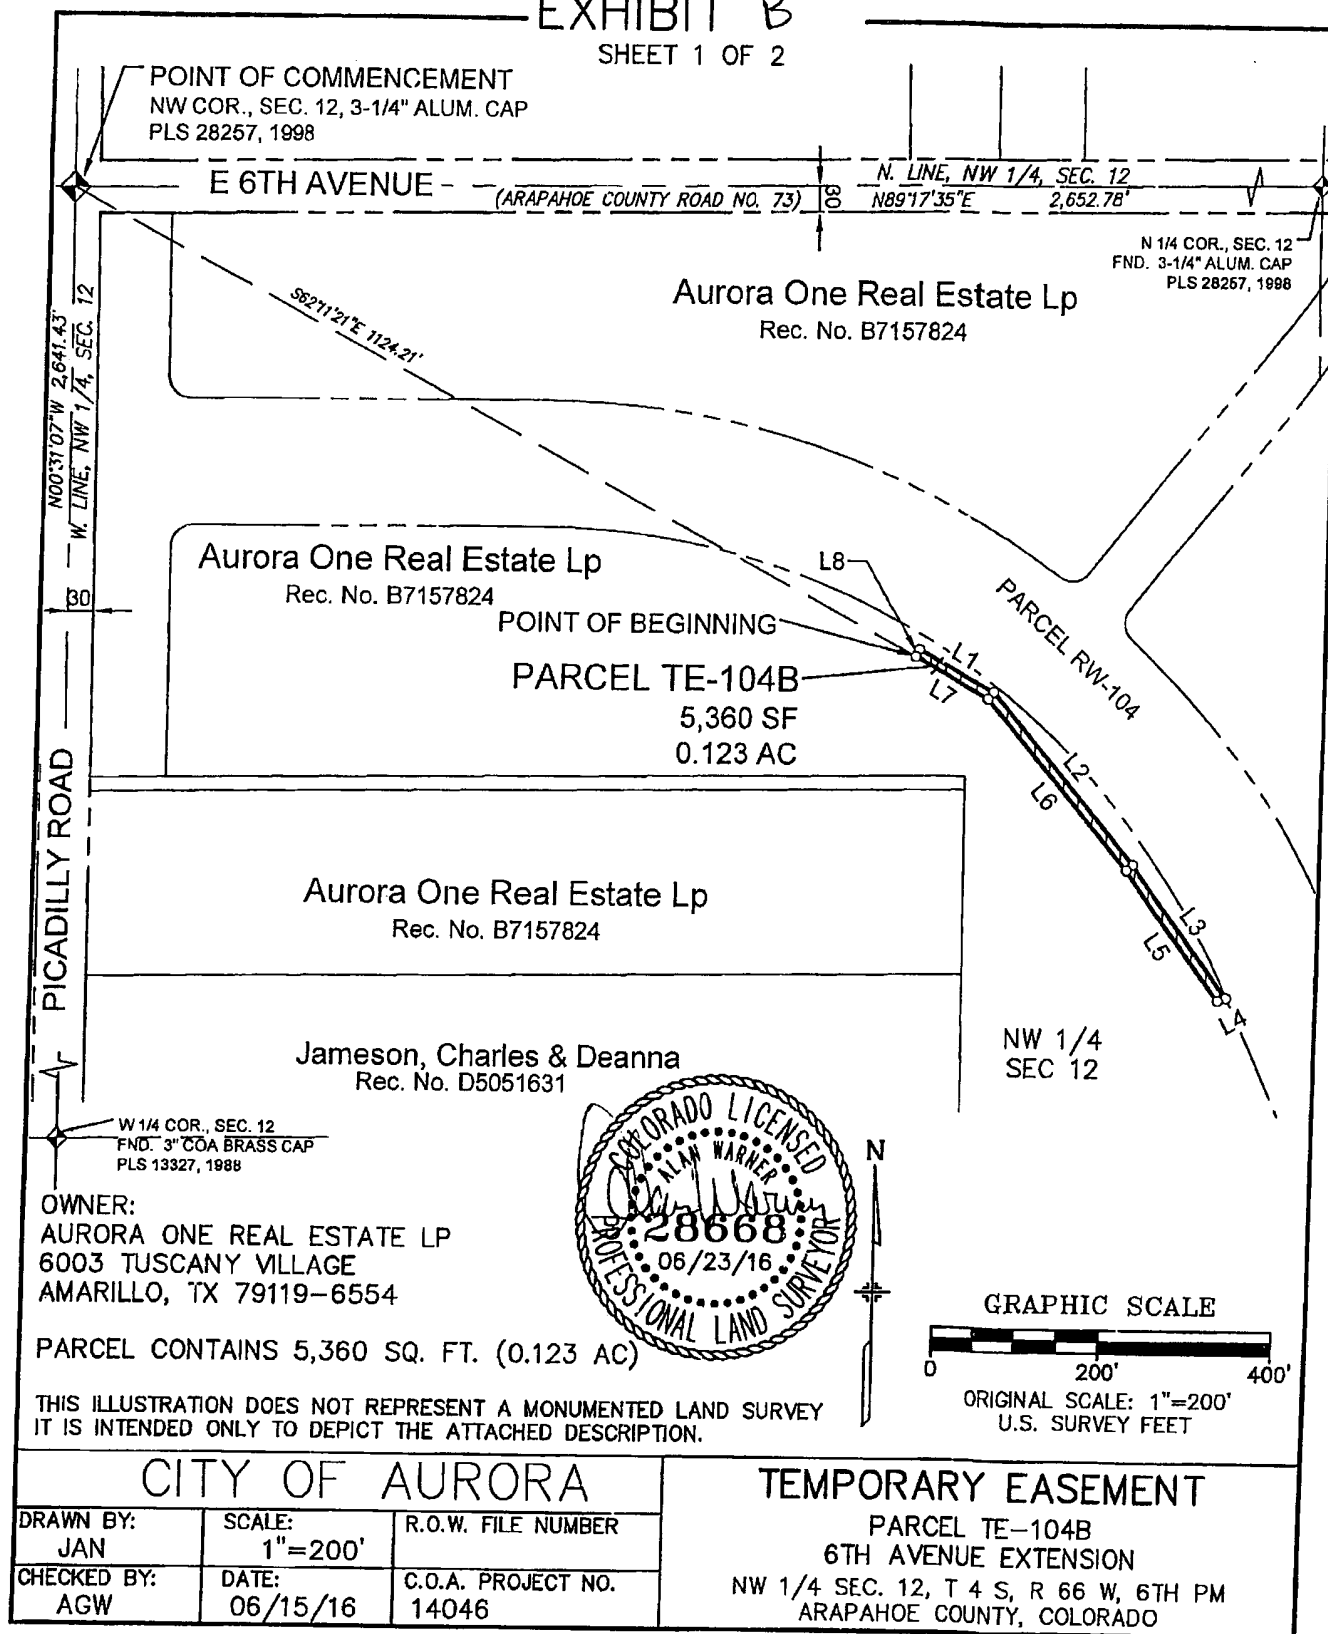 EXHIBIT B
SHEET 1 OF 2
POINT OF COMMENCEMENT
NW COR., SEC. 12, 3-1/4" ALUM. CAP
PLS 28257, 1998
E 6TH AVENUE
(ARAPAHOE COUNTY ROAD NO. 73)
30
N. LINE, NW 1/4, SEC. 12
N89°17'35"E 2,652.78'
N 1/4 COR., SEC. 12
FND. 3-1/4" ALUM. CAP
PLS 28257, 1998
Aurora One Real Estate Lp
Rec. No. B7157824
S62°11'21"E 1124.21'
N00°31'07"W 2,641.43'
W. LINE, NW 1/4, SEC. 12
30
Aurora One Real Estate Lp
Rec. No. B7157824
L8
POINT OF BEGINNING
PARCEL TE-104B
5,360 SF
0.123 AC
L1
L7
PARCEL RW-104
L2
L6
L3
L5
L4
PICADILLY ROAD
Aurora One Real Estate Lp
Rec. No. B7157824
Jameson, Charles & Deanna
Rec. No. D5051631
NW 1/4
SEC 12
W 1/4 COR., SEC. 12
FND. 3" COA BRASS CAP
PLS 13327, 1988
OWNER:
AURORA ONE REAL ESTATE LP
6003 TUSCANY VILLAGE
AMARILLO, TX 79119-6554
COLORADO LICENSED
ALAN WARNER
28668
06/23/16
PROFESSIONAL LAND SURVEYOR
N
PARCEL CONTAINS 5,360 SQ. FT. (0.123 AC)
GRAPHIC SCALE
0 200' 400'
ORIGINAL SCALE: 1"=200'
U.S. SURVEY FEET
THIS ILLUSTRATION DOES NOT REPRESENT A MONUMENTED LAND SURVEY
IT IS INTENDED ONLY TO DEPICT THE ATTACHED DESCRIPTION.
CITY OF AURORA
DRAWN BY:
JAN
SCALE:
1"=200'
R.O.W. FILE NUMBER
CHECKED BY:
AGW
DATE:
06/15/16
C.O.A. PROJECT NO.
14046
TEMPORARY EASEMENT
PARCEL TE-104B
6TH AVENUE EXTENSION
NW 1/4 SEC. 12, T 4 S, R 66 W, 6TH PM
ARAPAHOE COUNTY, COLORADO